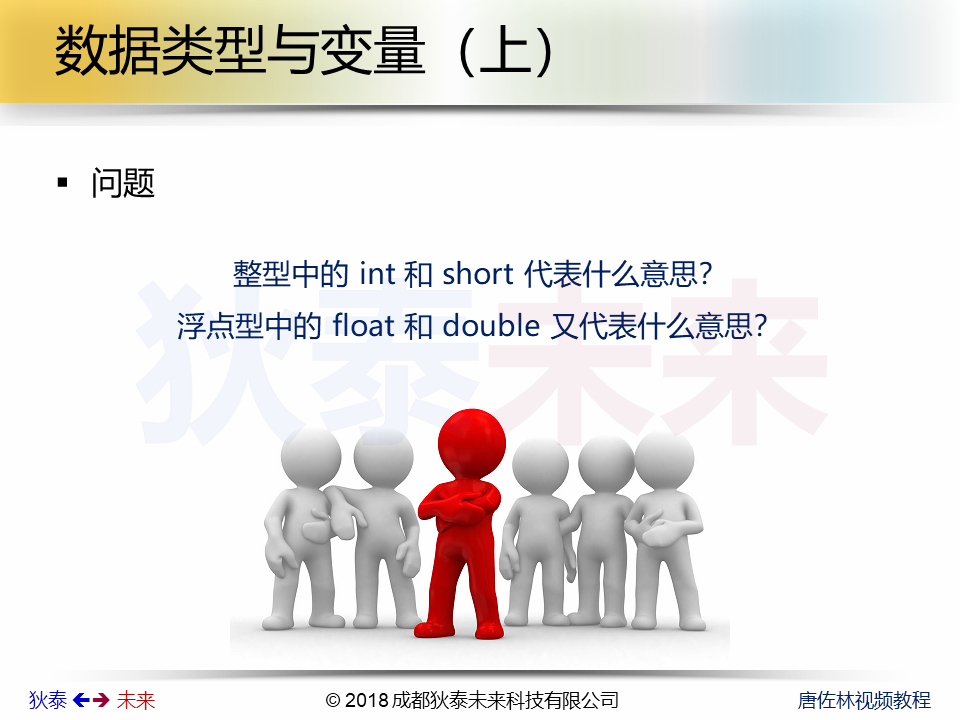 数据类型与变量（上）
问题
整型中的 int 和 short 代表什么意思？
浮点型中的 float 和 double 又代表什么意思？
狄泰未来
狄泰 未来
© 2018 成都狄泰未来科技有限公司
唐佐林视频教程